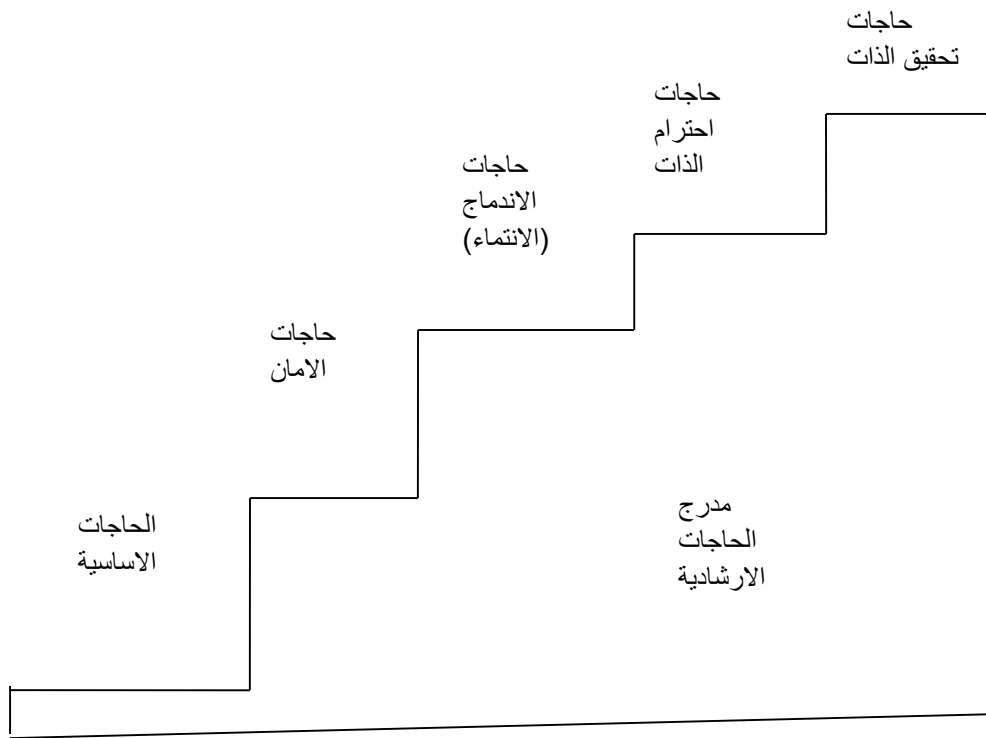 حاجات
تحقيق الذات
حاجات
احترام
الذات
حاجات
الاندماج
(الانتماء)
حاجات
الامان
الحاجات
الاساسية
مدرج
الحاجات
الارشادية